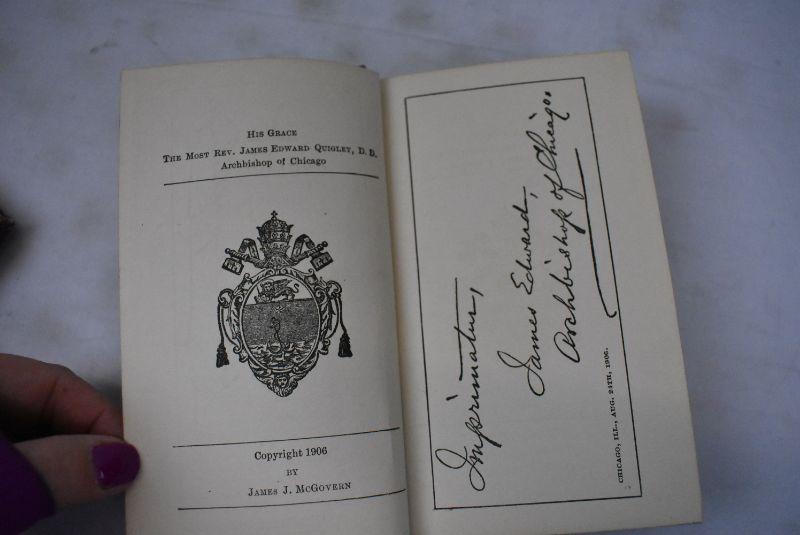 His Grace
The Most Rev. James Edward Quigley, D. D.
Archbishop of Chicago
Copyright 1906
BY
James J. McGovern
Imprimatur,
James Edward,
Archbishop of Chicago.
CHICAGO, ILL., AUG. 24TH, 1906.